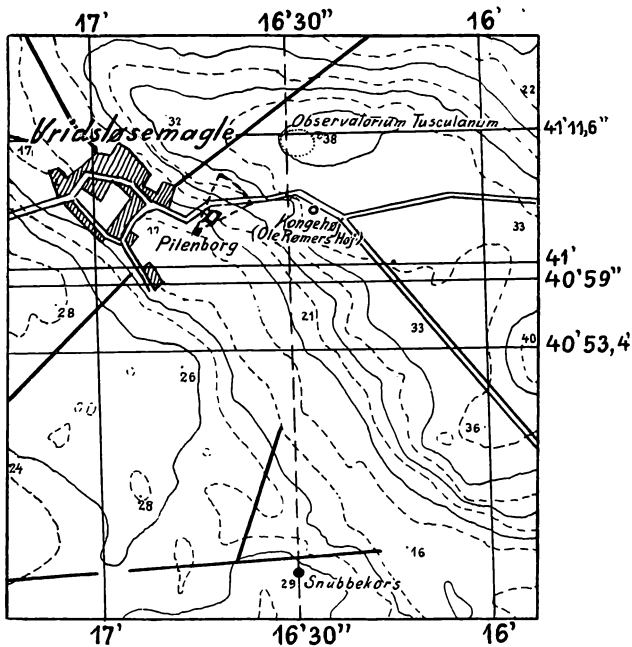 17' 16'30" 16'
22
32
Observatorium Tusculanum
41'11,6"
Vridsløsemagle
38
17
Kongehøj
(Ole Rømers Høj)
33
17
Pilenborg
41'
40'59"
28
21
33
40
40'53,4'
26
36
24
28
16
29 Snubbekors
17' 16'30" 16'